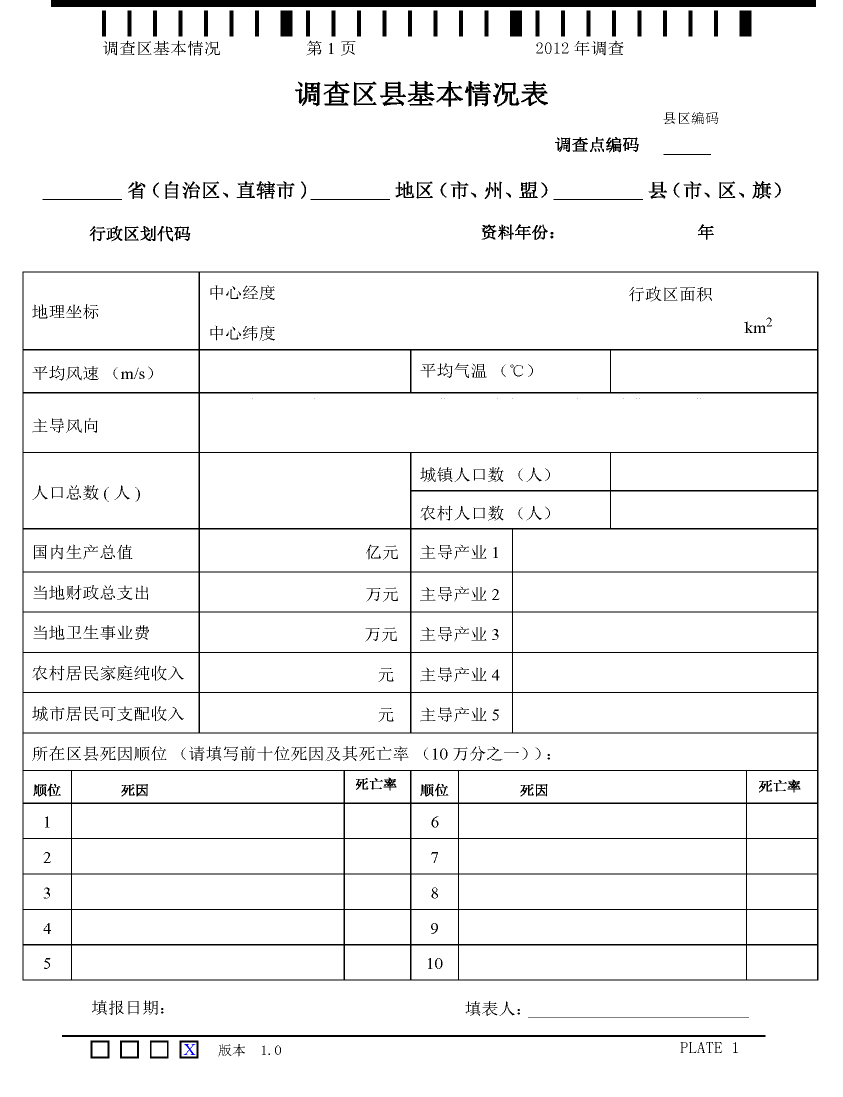 调查区基本情况 第 1 页 2012 年调查
调查区县基本情况表
县区编码
调查点编码 _____
________ 省（自治区、直辖市）________ 地区（市、州、盟）_________ 县（市、区、旗）
行政区划代码 资料年份： 年
地理坐标 中心经度 行政区面积
中心纬度 km²
平均风速 （m/s） 平均气温 （℃）
主导风向
人口总数 ( 人 ) 城镇人口数 （人）
农村人口数 （人）
国内生产总值 亿元 主导产业 1
当地财政总支出 万元 主导产业 2
当地卫生事业费 万元 主导产业 3
农村居民家庭纯收入 元 主导产业 4
城市居民可支配收入 元 主导产业 5
所在区县死因顺位 （请填写前十位死因及其死亡率 （10 万分之一））：
顺位 死因 死亡率 顺位 死因 死亡率
1 6
2 7
3 8
4 9
5 10
填报日期： 填表人：
X 版本 1.0 PLATE 1